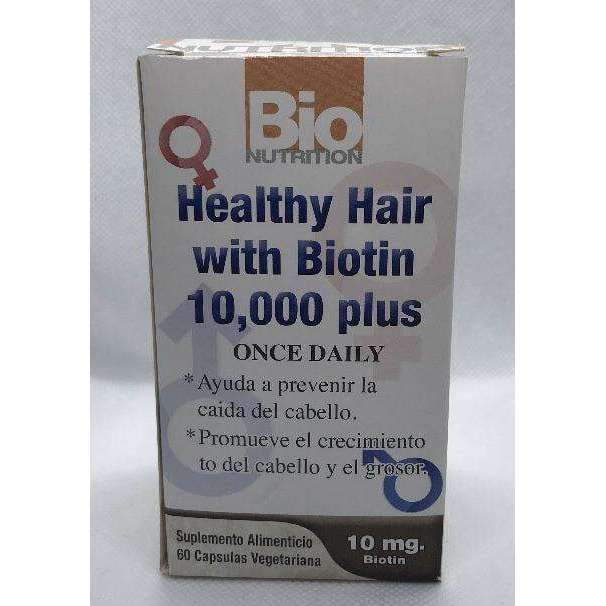 Bio
NUTRITION
Healthy Hair
with Biotin
10,000 plus
ONCE DAILY
*Ayuda a prevenir la
caida del cabello.
*Promueve el crecimiento
to del cabello y el grosor.
Suplemento Alimenticio
60 Capsulas Vegetariana
10 mg.
Biotin